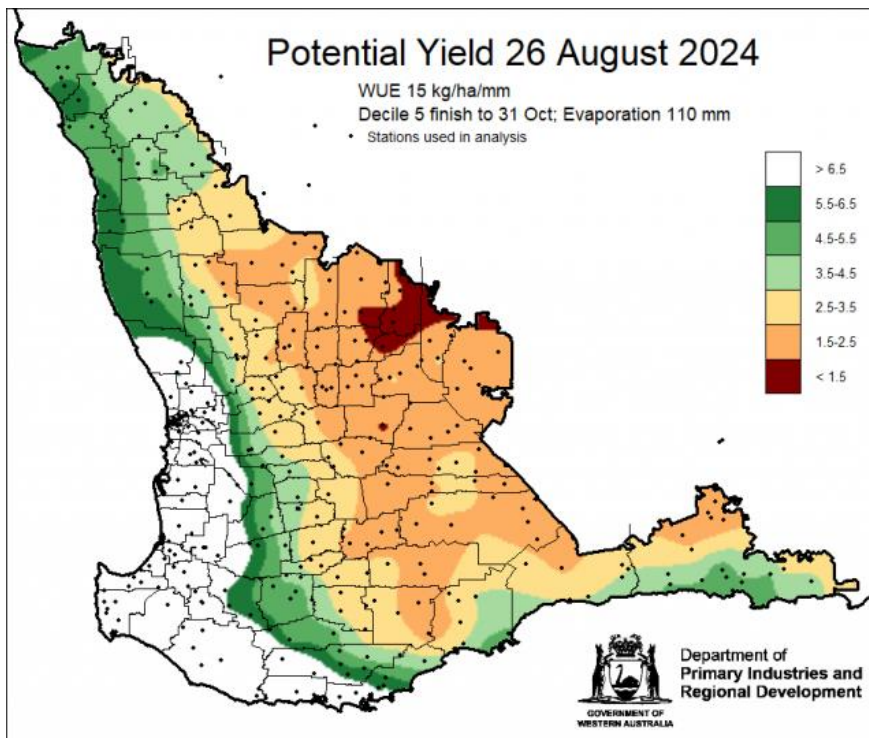 Potential Yield 26 August 2024
WUE 15 kg/ha/mm
Decile 5 finish to 31 Oct; Evaporation 110 mm
• Stations used in analysis
> 6.5
5.5-6.5
4.5-5.5
3.5-4.5
2.5-3.5
1.5-2.5
< 1.5
Department of
Primary Industries and
Regional Development
GOVERNMENT OF
WESTERN AUSTRALIA